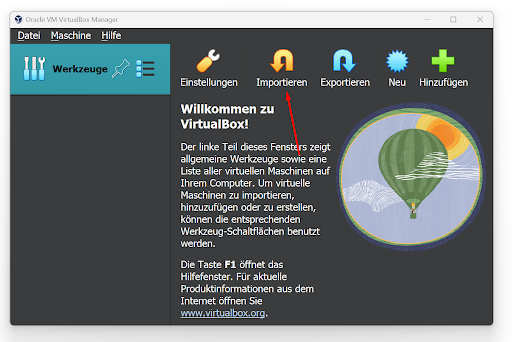 Oracle VM VirtualBox Manager
Datei Maschine Hilfe
Werkzeuge
Einstellungen Importieren Exportieren Neu Hinzufügen
Willkommen zu
VirtualBox!
Der linke Teil dieses Fensters zeigt
allgemeine Werkzeuge sowie eine
Liste aller virtuellen Maschinen auf
Ihrem Computer. Um virtuelle
Maschinen zu importieren,
hinzuzufügen oder zu erstellen,
können die entsprechenden
Werkzeug-Schaltflächen benutzt
werden.
Die Taste F1 öffnet das
Hilfefenster. Für aktuelle
Produktinformationen aus dem
Internet öffnen Sie
www.virtualbox.org.